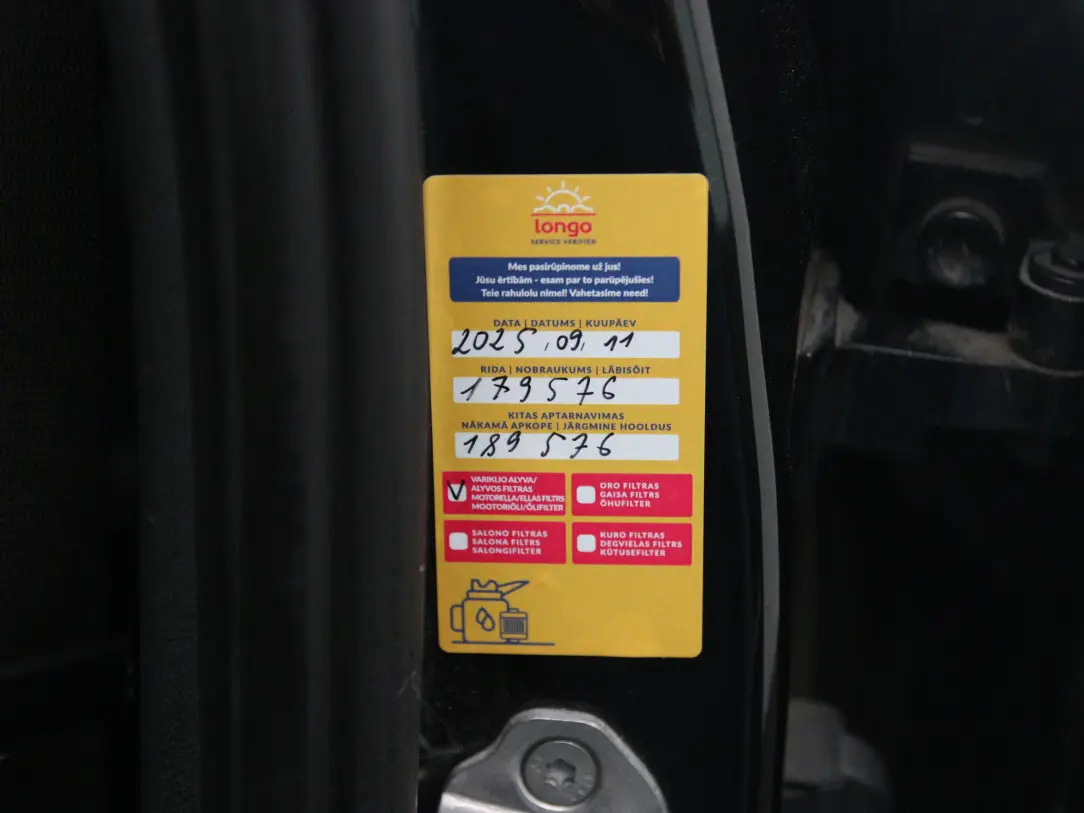 longo
SERVICE VERIFIED
Mes pasirūpinome už jus!
Jūsu ērtībām - esam par to parūpējušies!
Teie rahulolu nimel! Vahetasime need!
DATA | DATUMS | KUUPÄEV
2025.09.11
RIDA | NOBRAUKUMS | LÄBISÕIT
179576
KITAS APTARNAVIMAS
NĀKAMĀ APKOPE | JÄRGMINE HOOLDUS
189 576
V
VARIKLIO ALYVA/
ALYVOS FILTRAS
MOTOREĻĻA/EĻĻAS FILTRS
MOOTORIÕLI/ÕLIFILTER
ORO FILTRAS
GAISA FILTRS
ÕHUFILTER
SALONO FILTRAS
SALONA FILTRS
SALONGIFILTER
KURO FILTRAS
DEGVIELAS FILTRS
KÜTUSEFILTER